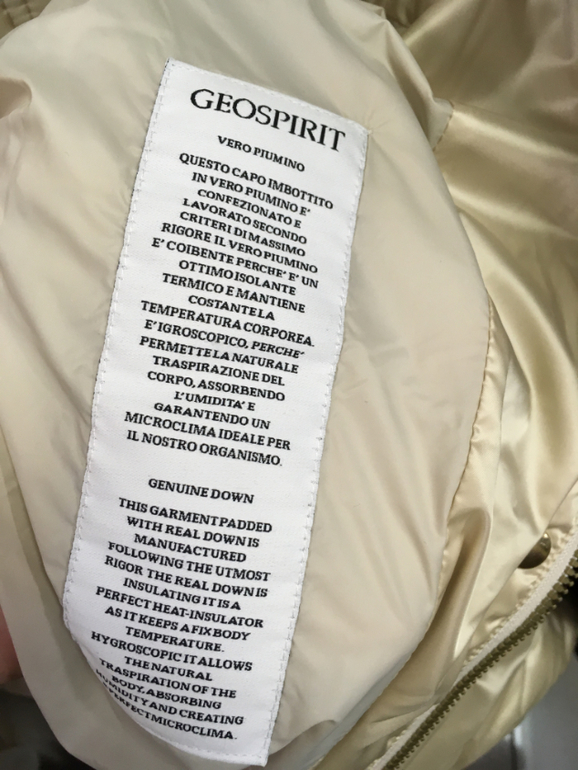 GEOSPIRIT
VERO PIUMINO
QUESTO CAPO IMBOTTITO
IN VERO PIUMINO E'
CONFEZIONATO E
LAVORATO SECONDO
CRITERI DI MASSIMO
RIGORE IL VERO PIUMINO
E' COIBENTE PERCHE' E' UN
OTTIMO ISOLANTE
TERMICO E MANTIENE
COSTANTE LA
TEMPERATURA CORPOREA.
E' IGROSCOPICO, PERCHE'
PERMETTE LA NATURALE
TRASPIRAZIONE DEL
CORPO, ASSORBENDO
L'UMIDITA' E
GARANTENDO UN
MICROCLIMA IDEALE PER
IL NOSTRO ORGANISMO.
GENUINE DOWN
THIS GARMENT PADDED
WITH REAL DOWN IS
MANUFACTURED
FOLLOWING THE UTMOST
RIGOR THE REAL DOWN IS
INSULATING IT IS A
PERFECT HEAT-INSULATOR
AS IT KEEPS A FIX BODY
TEMPERATURE.
HYGROSCOPIC IT ALLOWS
THE NATURAL
TRASPIRATION OF THE
BODY, ABSORBING
HUMIDITY AND CREATING
PERFECT MICROCLIMA.